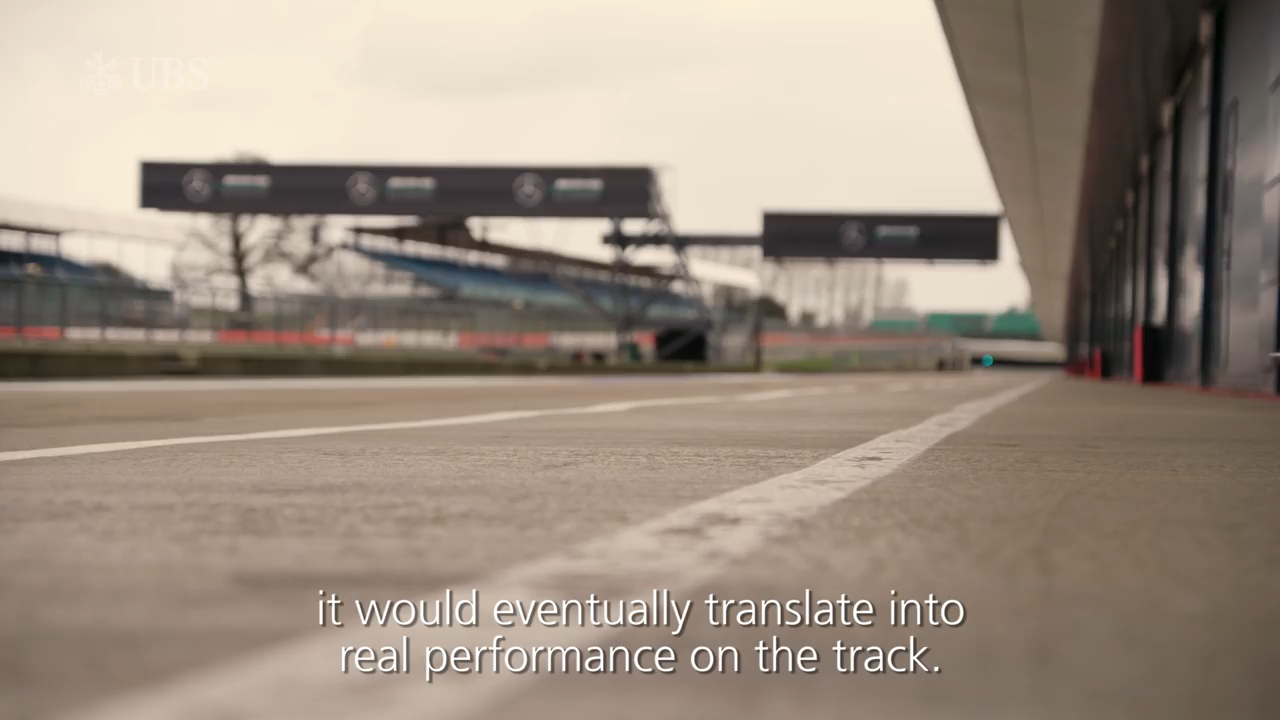 UBS
it would eventually translate into
real performance on the track.